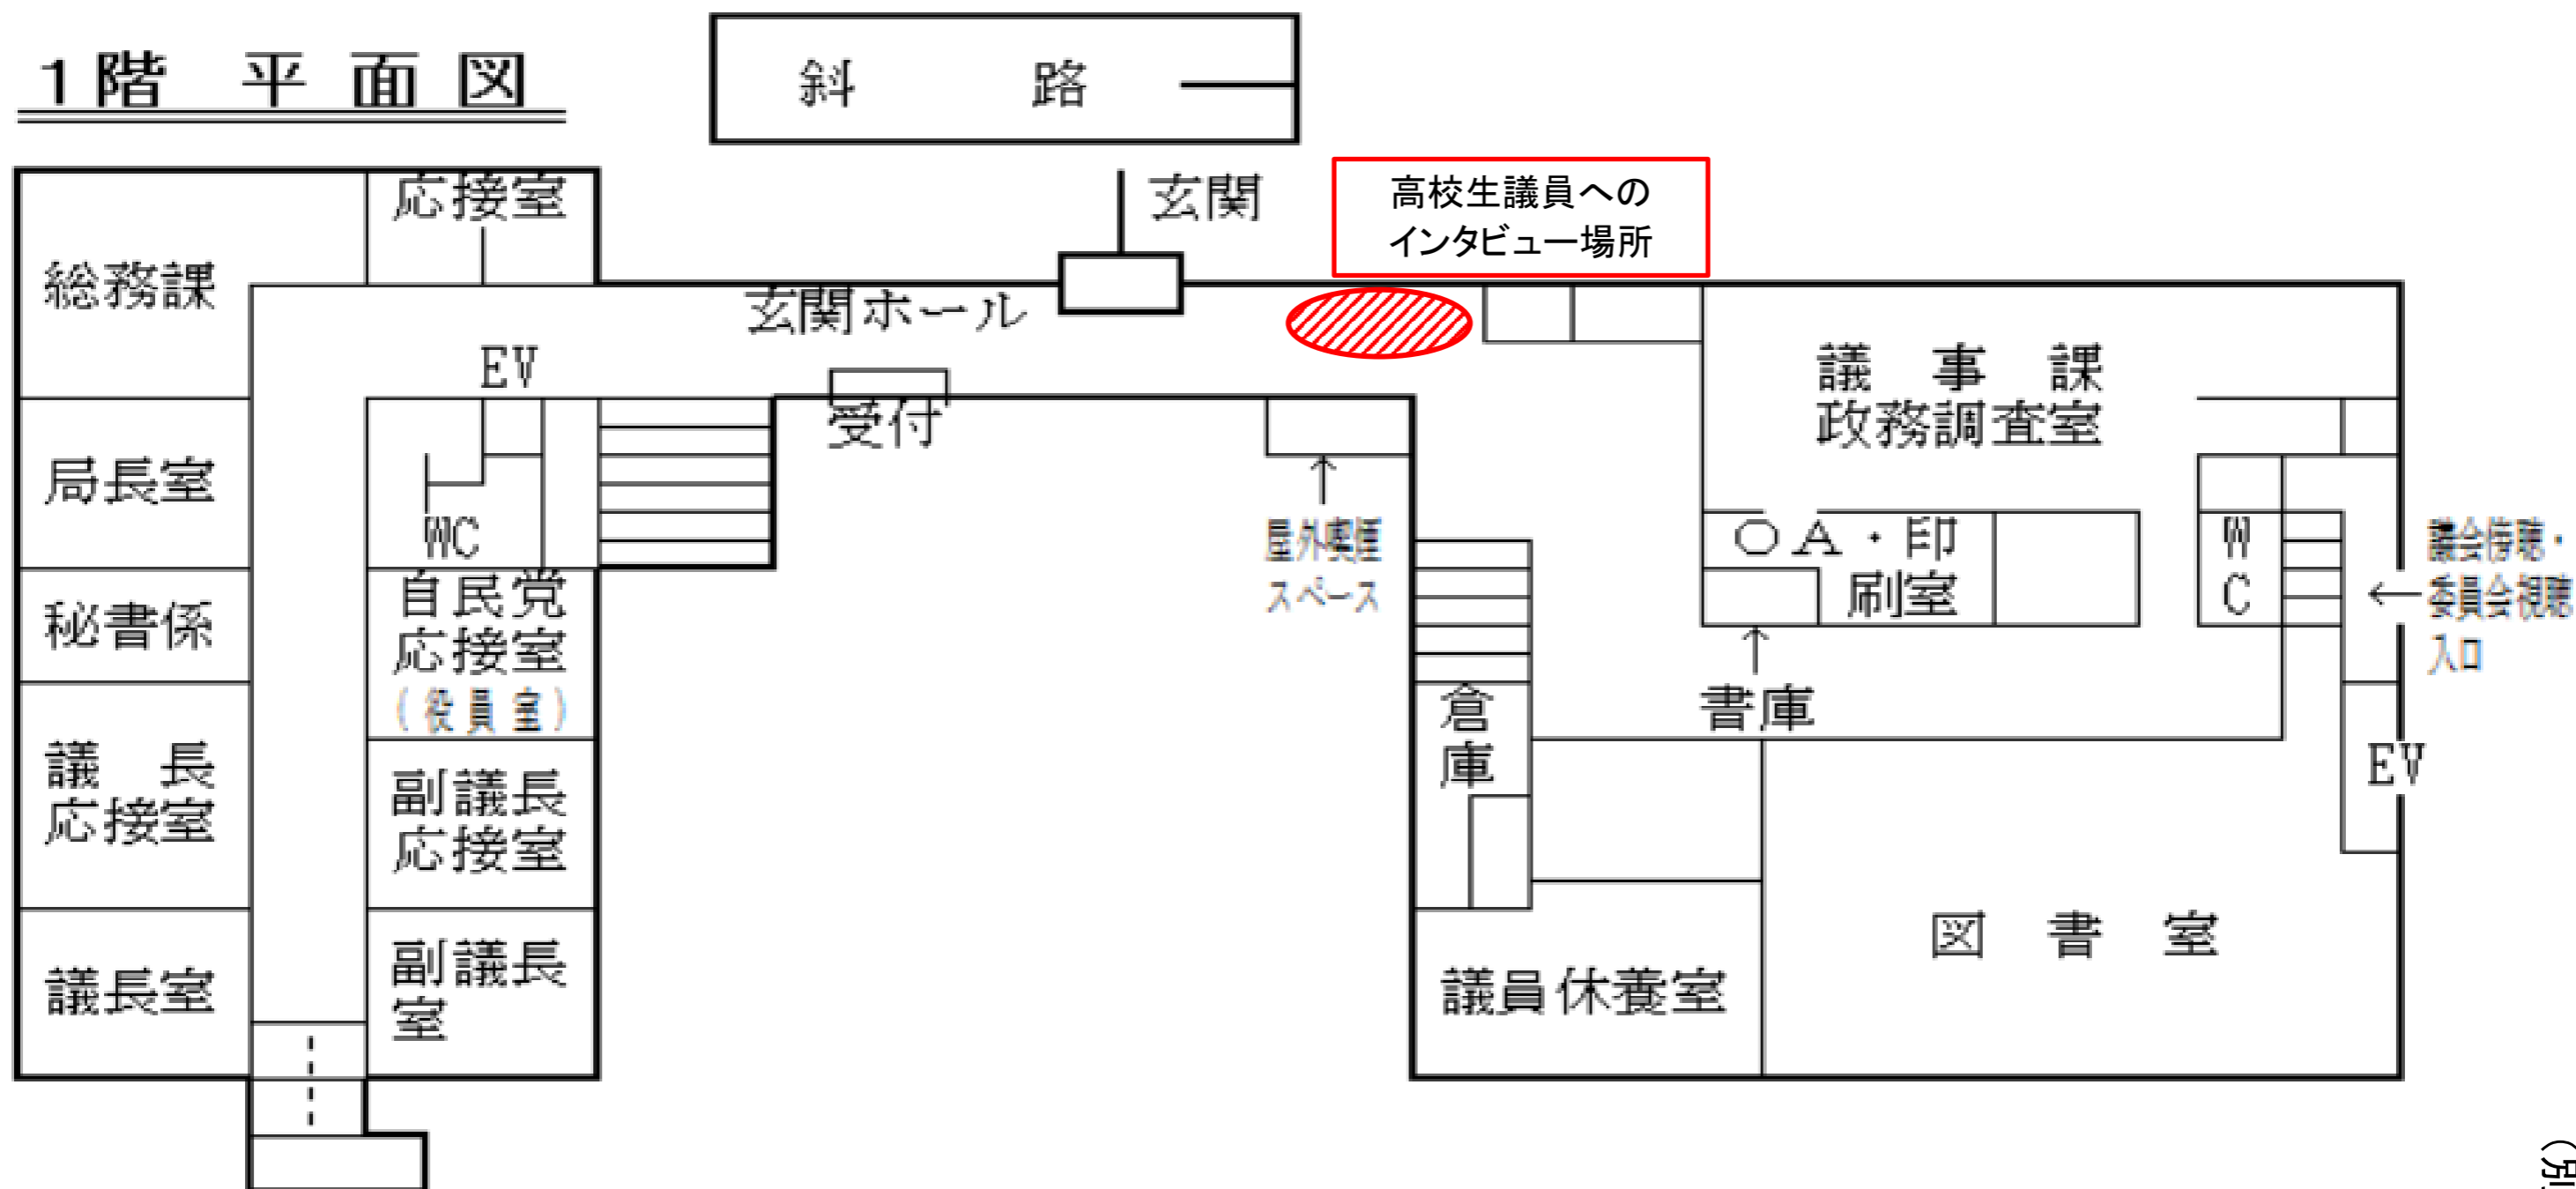 1階 平面図
斜路
応接室
玄関
高校生議員への
インタビュー場所
総務課
玄関ホール
EV
受付
議事課
政務調査室
局長室
WC
屋外喫煙
スペース
OA・印
刷室
WC
議会傍聴・
委員会視聴
入口
秘書係
自民党
応接室
(役員室)
倉庫
書庫
EV
議長
応接室
副議長
応接室
議長室
副議長
室
議員休養室
図書室
(別